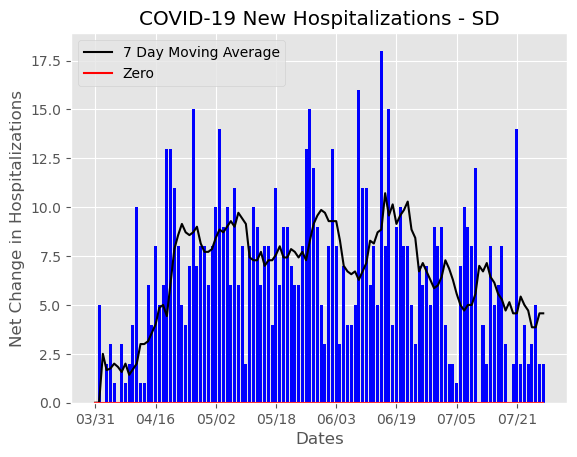 COVID-19 New Hospitalizations - SD
7 Day Moving Average
Zero
Net Change in Hospitalizations
17.5
15.0
12.5
10.0
7.5
5.0
2.5
0.0
03/31 04/16 05/02 05/18 06/03 06/19 07/05 07/21
Dates